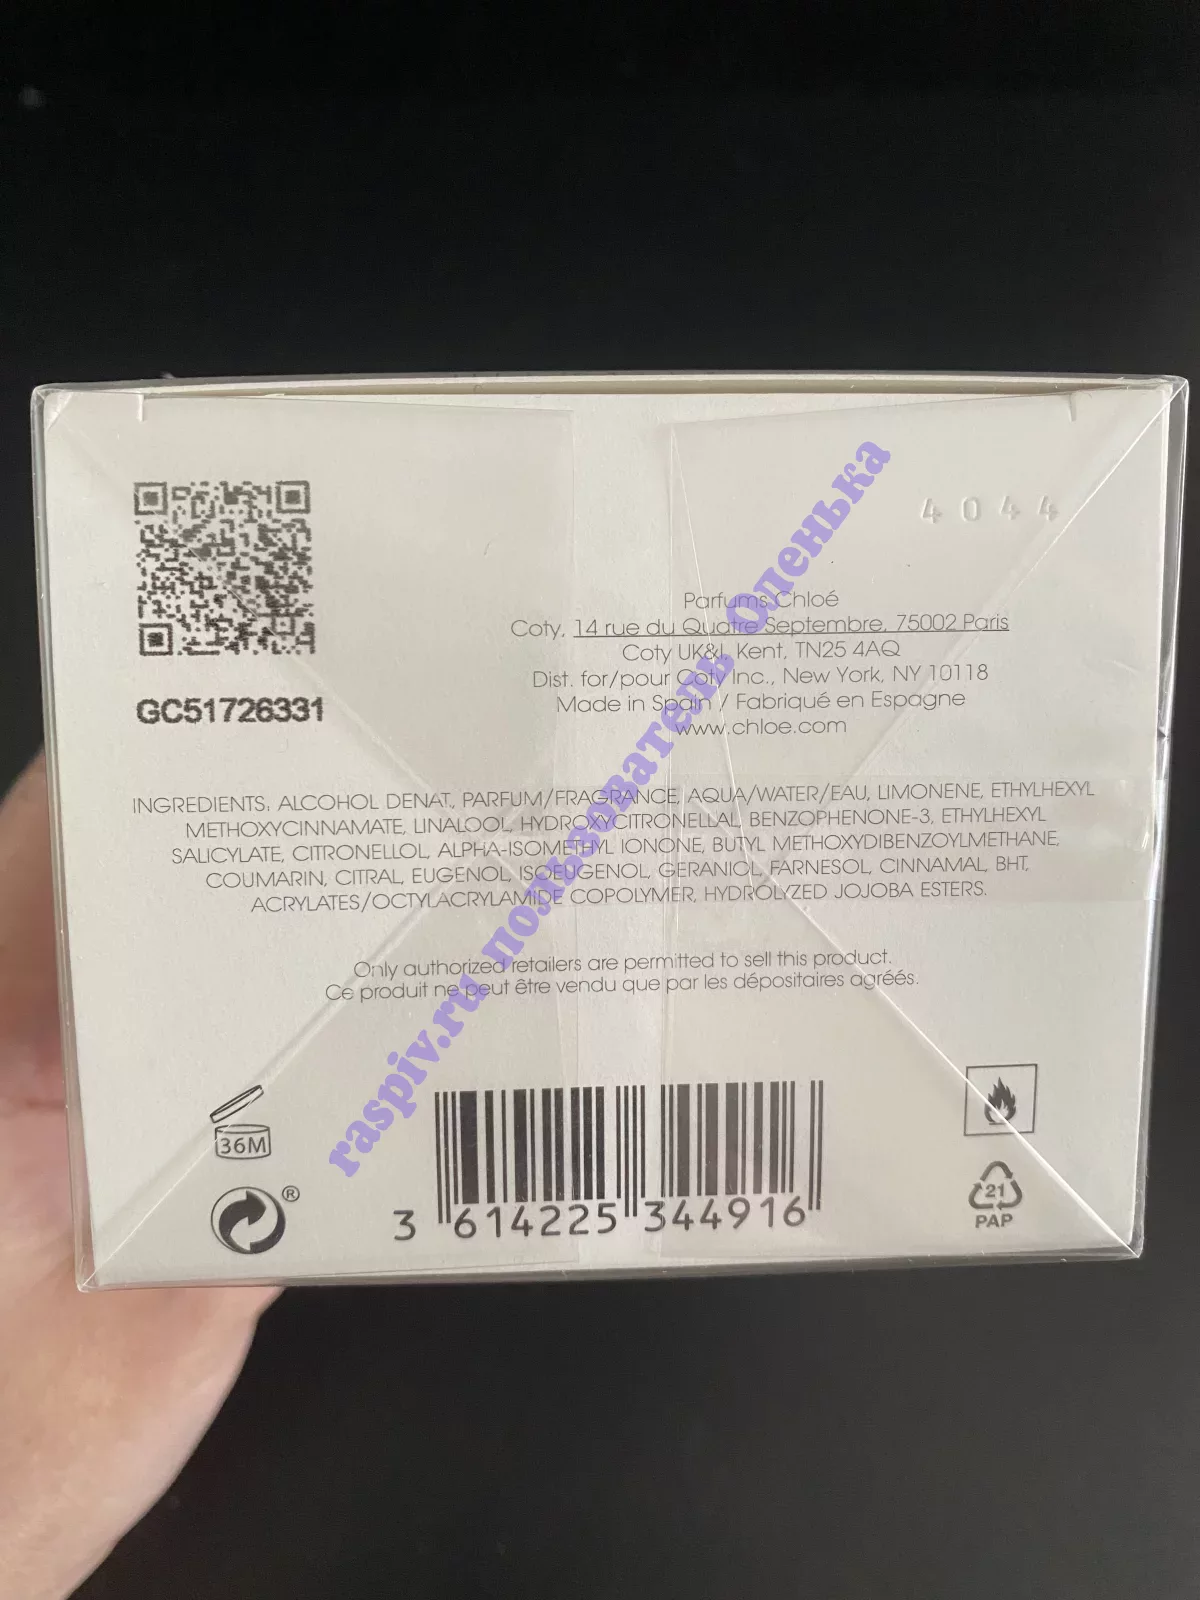 4044
Parfums Chloé
Coty, 14 rue du Quatre Septembre, 75002 Paris
Coty UK&I, Kent, TN25 4AQ
Dist. for/pour Coty Inc., New York, NY 10118
Made in Spain / Fabriqué en Espagne
www.chloe.com
GC51726331
INGREDIENTS: ALCOHOL DENAT, PARFUM/FRAGRANCE, AQUA/WATER/EAU, LIMONENE, ETHYLHEXYL
METHOXYCINNAMATE, LINALOOL, HYDROXYCITRONELLAL, BENZOPHENONE-3, ETHYLHEXYL
SALICYLATE, CITRONELLOL, ALPHA-ISOMETHYL IONONE, BUTYL METHOXYDIBENZOYLMETHANE,
COUMARIN, CITRAL, EUGENOL, ISOEUGENOL, GERANIOL, FARNESOL, CINNAMAL, BHT,
ACRYLATES/OCTYLACRYLAMIDE COPOLYMER, HYDROLYZED JOJOBA ESTERS.
Only authorized retailers are permitted to sell this product.
Ce produit ne peut être vendu que par les dépositaires agréés.
36M
®
3 614225 344916
21
PAP
raspiv.ru пользователь Оленька